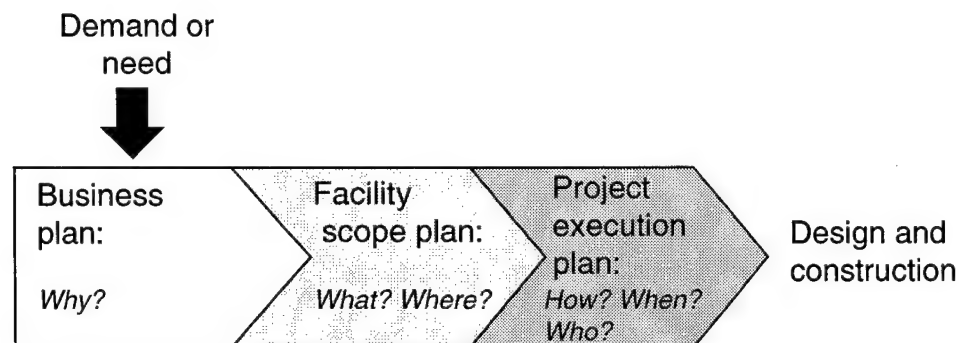 Demand or
need
Business
plan:
Why?
Facility
scope plan:
What? Where?
Project
execution
plan:
How? When?
Who?
Design and
construction